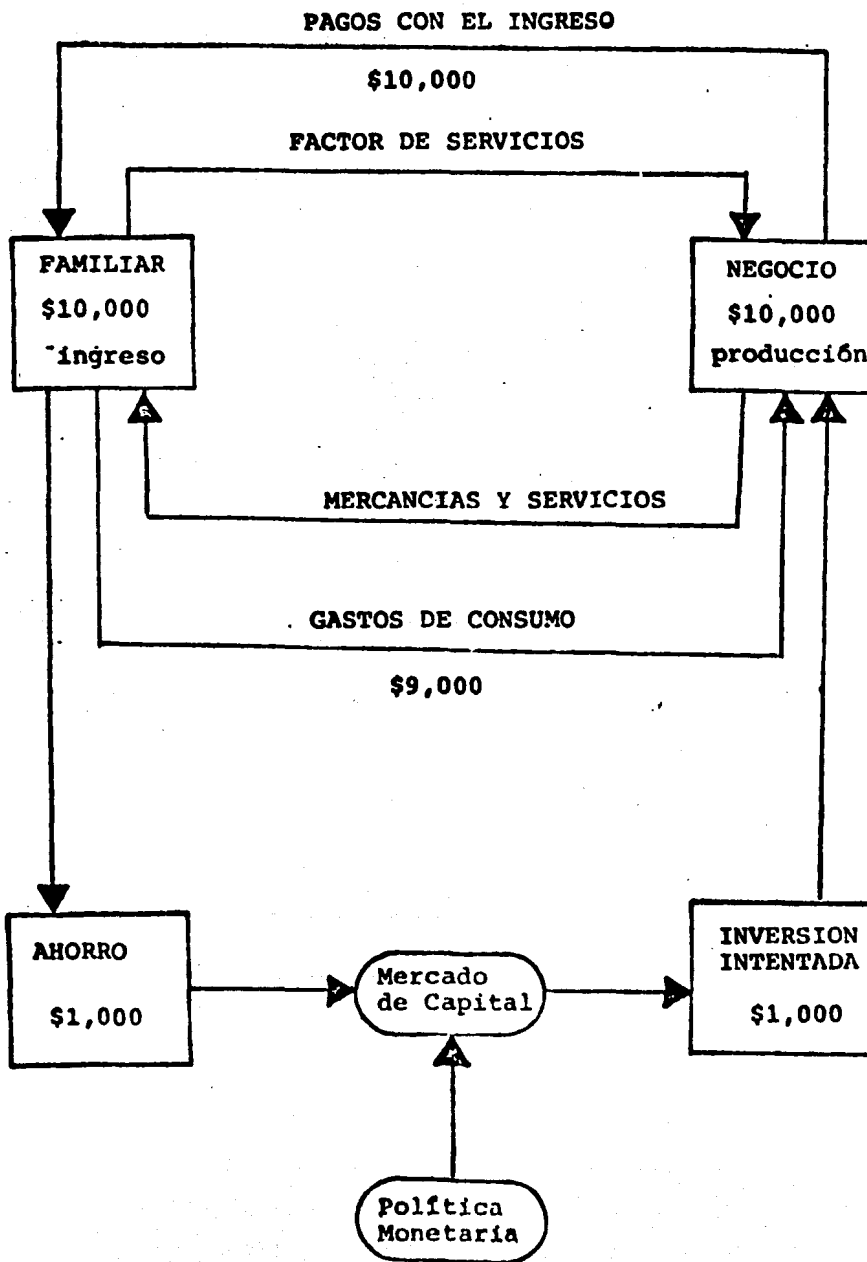 PAGOS CON EL INGRESO
$10,000
FACTOR DE SERVICIOS
FAMILIAR
$10,000
ingreso
NEGOCIO
$10,000
producción
MERCANCIAS Y SERVICIOS
GASTOS DE CONSUMO
$9,000
AHORRO
$1,000
Mercado
de Capital
INVERSION
INTENTADA
$1,000
Política
Monetaria